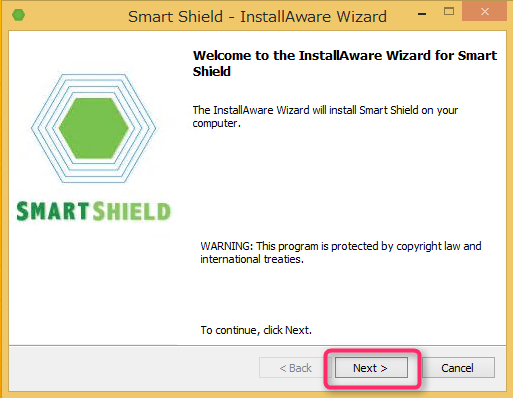 Smart Shield - InstallAware Wizard
Welcome to the InstallAware Wizard for Smart
Shield
The InstallAware Wizard will install Smart Shield on your
computer.
SMARTSHIELD
WARNING: This program is protected by copyright law and
international treaties.
To continue, click Next.
< Back
Next >
Cancel